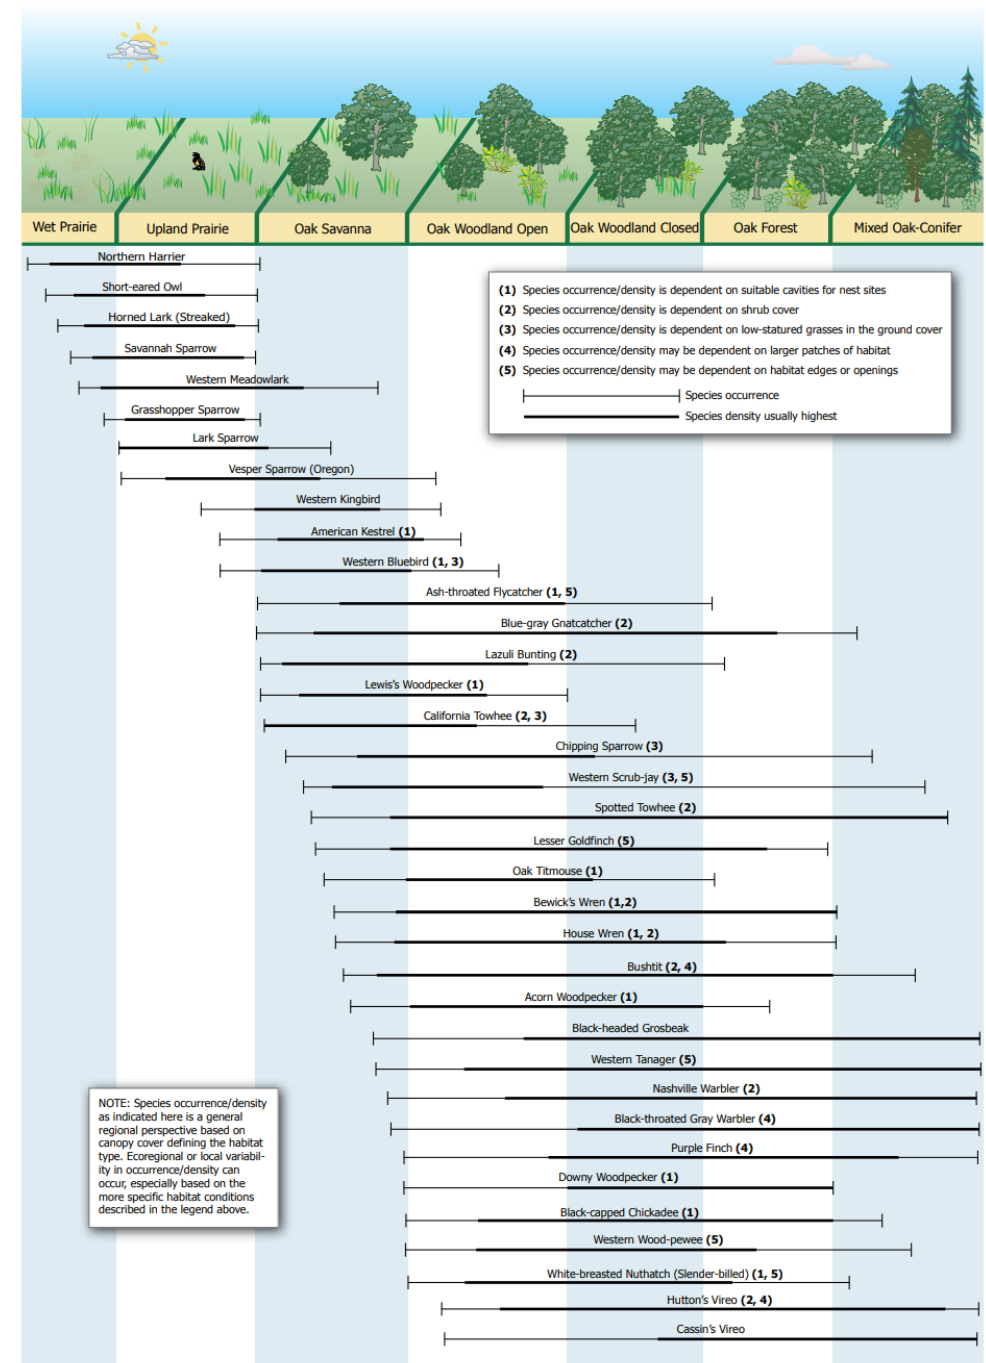 Wet Prairie
Upland Prairie
Oak Savanna
Oak Woodland Open
Oak Woodland Closed
Oak Forest
Mixed Oak-Conifer
Northern Harrier
Short-eared Owl
Horned Lark (Streaked)
Savannah Sparrow
Western Meadowlark
Grasshopper Sparrow
Lark Sparrow
Vesper Sparrow (Oregon)
Western Kingbird
American Kestrel (1)
Western Bluebird (1, 3)
Ash-throated Flycatcher (1, 5)
Blue-gray Gnatcatcher (2)
Lazuli Bunting (2)
Lewis's Woodpecker (1)
California Towhee (2, 3)
Chipping Sparrow (3)
Western Scrub-jay (3, 5)
Spotted Towhee (2)
Lesser Goldfinch (5)
Oak Titmouse (1)
Bewick's Wren (1,2)
House Wren (1, 2)
Bushtit (2, 4)
Acorn Woodpecker (1)
Black-headed Grosbeak
Western Tanager (5)
Nashville Warbler (2)
Black-throated Gray Warbler (4)
Purple Finch (4)
Downy Woodpecker (1)
Black-capped Chickadee (1)
Western Wood-pewee (5)
White-breasted Nuthatch (Slender-billed) (1, 5)
Hutton's Vireo (2, 4)
Cassin's Vireo
(1) Species occurrence/density is dependent on suitable cavities for nest sites
(2) Species occurrence/density is dependent on shrub cover
(3) Species occurrence/density is dependent on low-statured grasses in the ground cover
(4) Species occurrence/density may be dependent on larger patches of habitat
(5) Species occurrence/density may be dependent on habitat edges or openings
Species occurrence
Species density usually highest
NOTE: Species occurrence/density
as indicated here is a general
regional perspective based on
canopy cover defining the habitat
type. Ecoregional or local variabil-
ity in occurrence/density can
occur, especially based on the
more specific habitat conditions
described in the legend above.